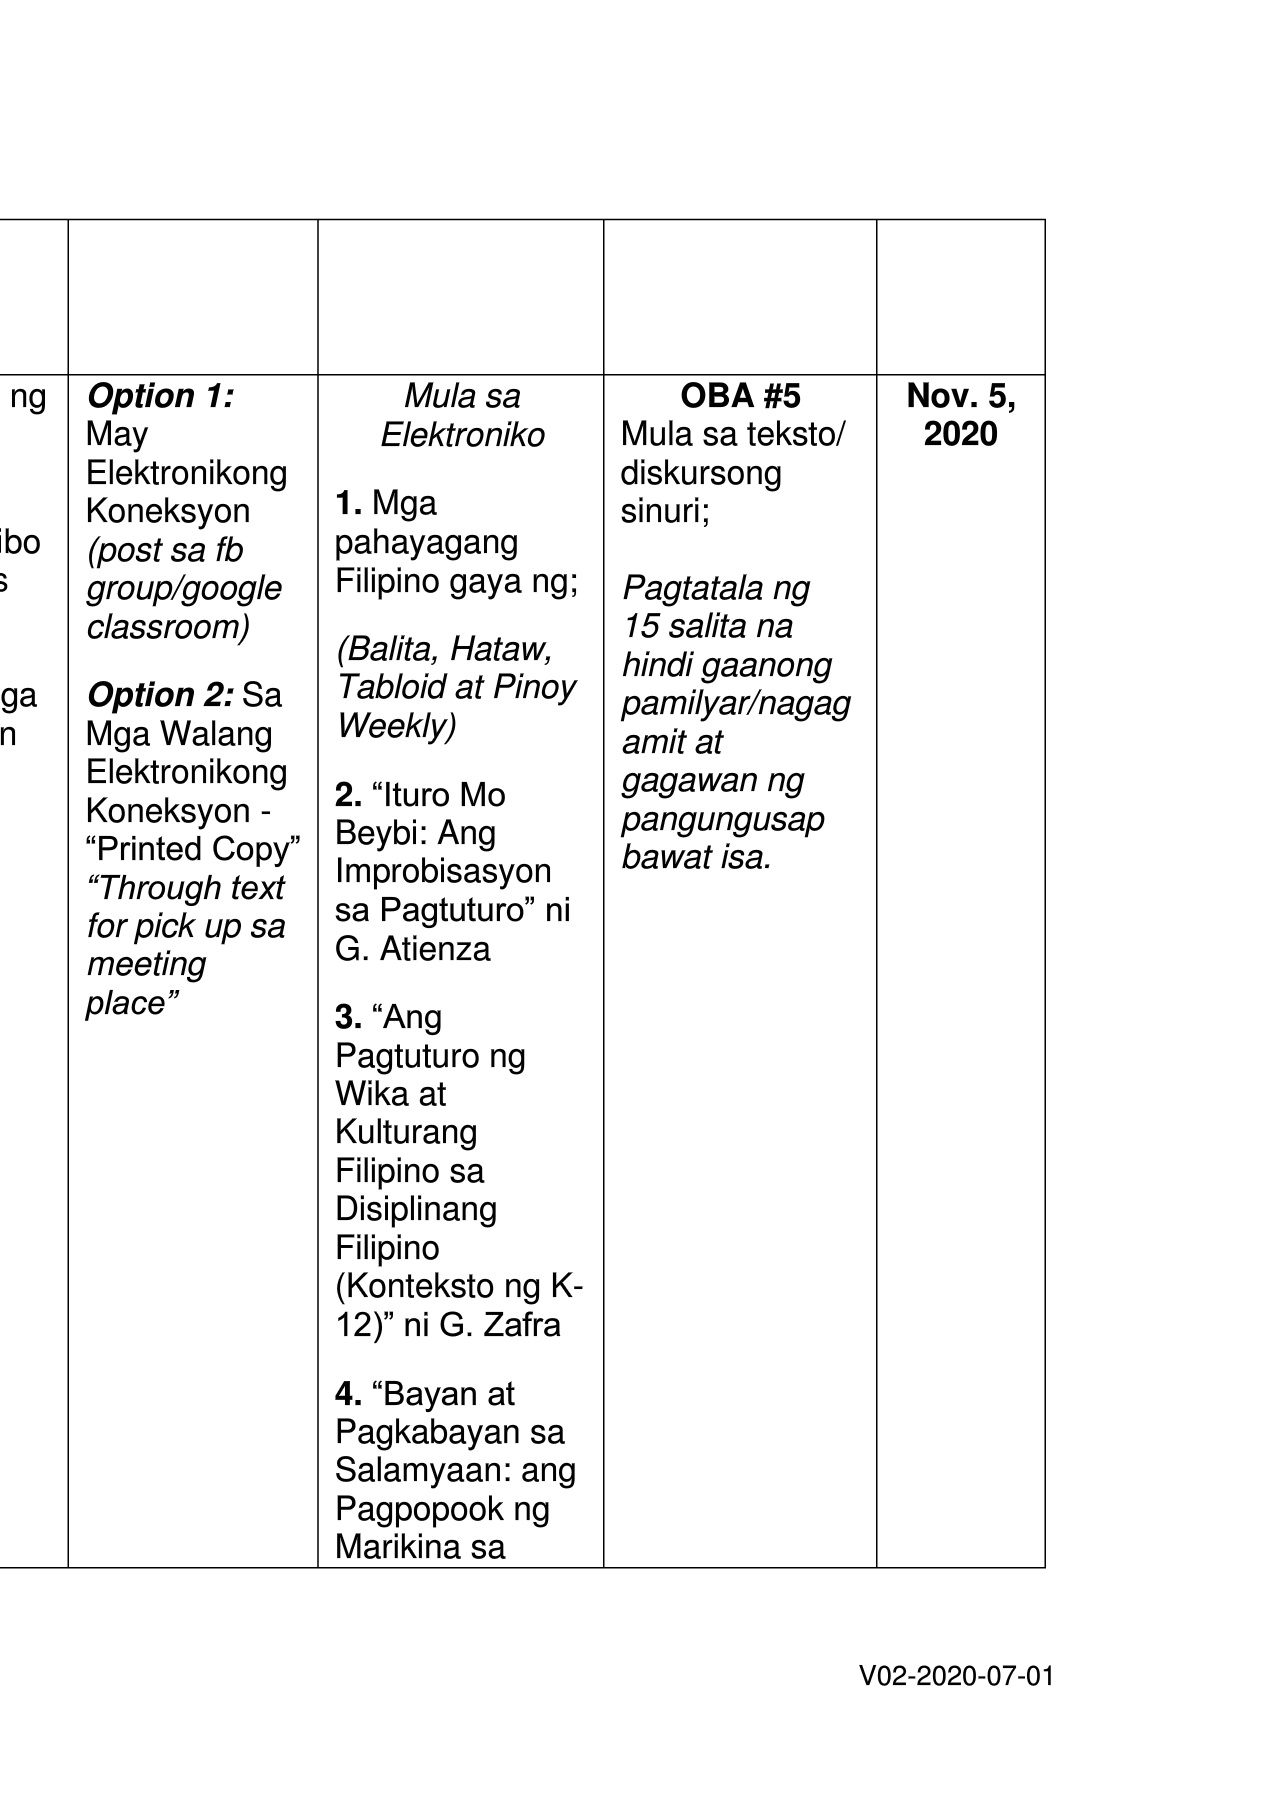 ng
ibo
s
ga
n
Option 1:
May
Elektronikong
Koneksyon
(post sa fb
group/google
classroom)
Option 2: Sa
Mga Walang
Elektronikong
Koneksyon -
“Printed Copy”
“Through text
for pick up sa
meeting
place”
Mula sa
Elektroniko
1. Mga
pahayagang
Filipino gaya ng;
(Balita, Hataw,
Tabloid at Pinoy
Weekly)
2. “Ituro Mo
Beybi: Ang
Improbisasyon
sa Pagtuturo” ni
G. Atienza
3. “Ang
Pagtuturo ng
Wika at
Kulturang
Filipino sa
Disiplinang
Filipino
(Konteksto ng K-
12)” ni G. Zafra
4. “Bayan at
Pagkabayan sa
Salamyaan: ang
Pagpopook ng
Marikina sa
OBA #5
Mula sa teksto/
diskursong
sinuri;
Pagtatala ng
15 salita na
hindi gaanong
pamilyar/nagag
amit at
gagawan ng
pangungusap
bawat isa.
Nov. 5,
2020
V02-2020-07-01